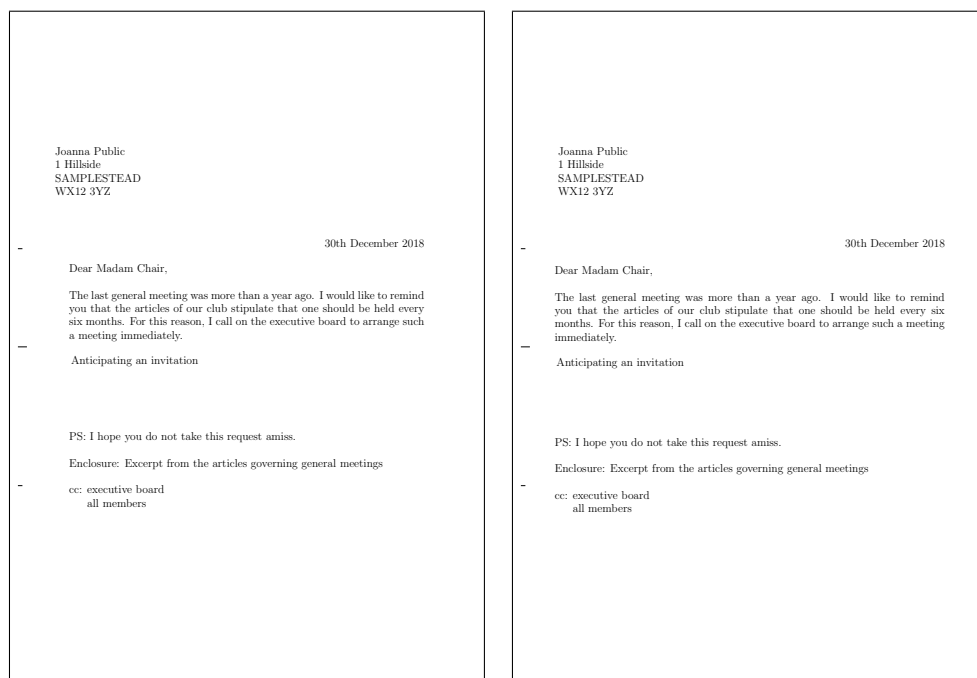 Joanna Public
1 Hillside
SAMPLESTEAD
WX12 3YZ
30th December 2018
Dear Madam Chair,
The last general meeting was more than a year ago. I would like to remind
you that the articles of our club stipulate that one should be held every
six months. For this reason, I call on the executive board to arrange such
a meeting immediately.
Anticipating an invitation
PS: I hope you do not take this request amiss.
Enclosure: Excerpt from the articles governing general meetings
cc: executive board
all members
Joanna Public
1 Hillside
SAMPLESTEAD
WX12 3YZ
30th December 2018
Dear Madam Chair,
The last general meeting was more than a year ago. I would like to remind
you that the articles of our club stipulate that one should be held every six
months. For this reason, I call on the executive board to arrange such a meeting
immediately.
Anticipating an invitation
PS: I hope you do not take this request amiss.
Enclosure: Excerpt from the articles governing general meetings
cc: executive board
all members